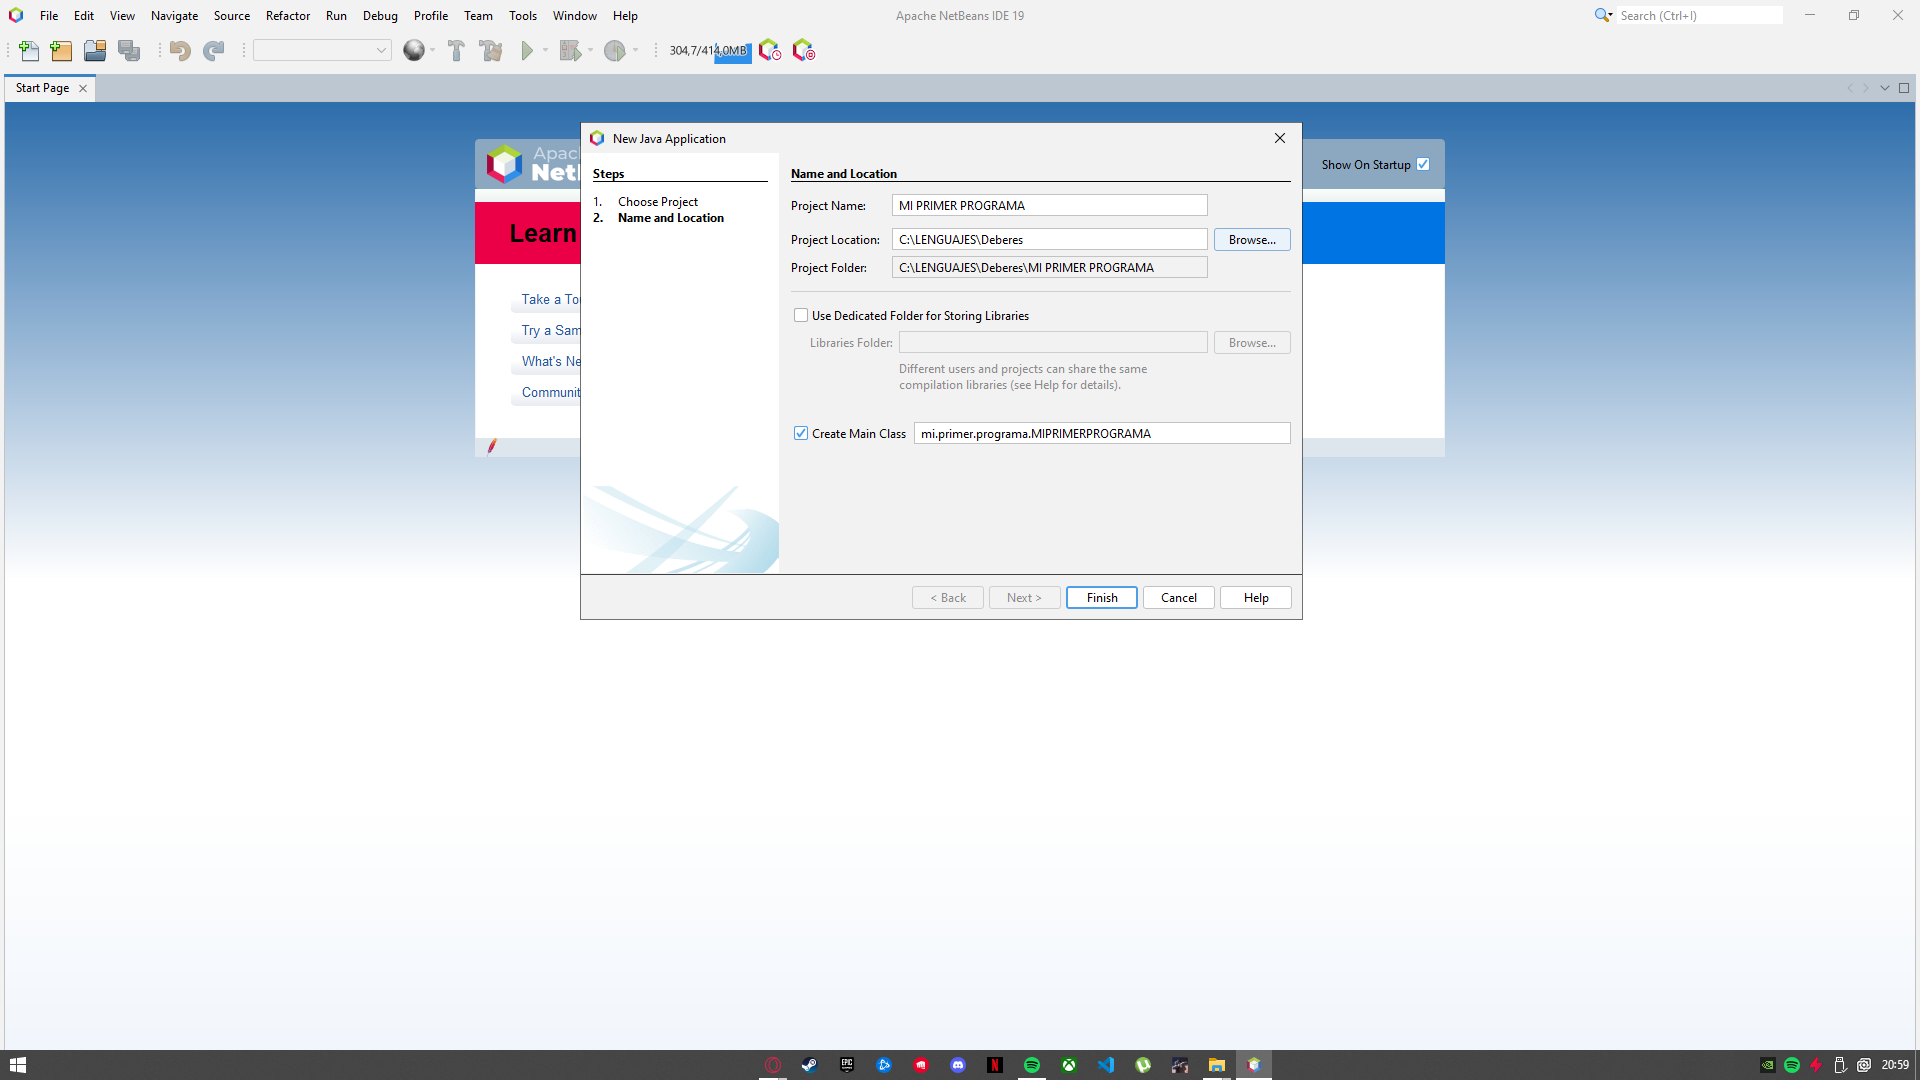 File Edit View Navigate Source Refactor Run Debug Profile Team Tools Window Help
Apache NetBeans IDE 19
Search (Ctrl+I)
304,7/414,0MB
Start Page
New Java Application
Apac
Net
Show On Startup
Steps
1. Choose Project
2. Name and Location
Name and Location
Project Name: MI PRIMER PROGRAMA
Project Location: C:\LENGUAJES\Deberes Browse...
Project Folder: C:\LENGUAJES\Deberes\MI PRIMER PROGRAMA
Use Dedicated Folder for Storing Libraries
Libraries Folder: Browse...
Different users and projects can share the same
compilation libraries (see Help for details).
Create Main Class mi.primer.programa.MIPRIMERPROGRAMA
Learn
Take a To
Try a Sam
What's Ne
Communit
< Back Next > Finish Cancel Help
EPIC
20:59